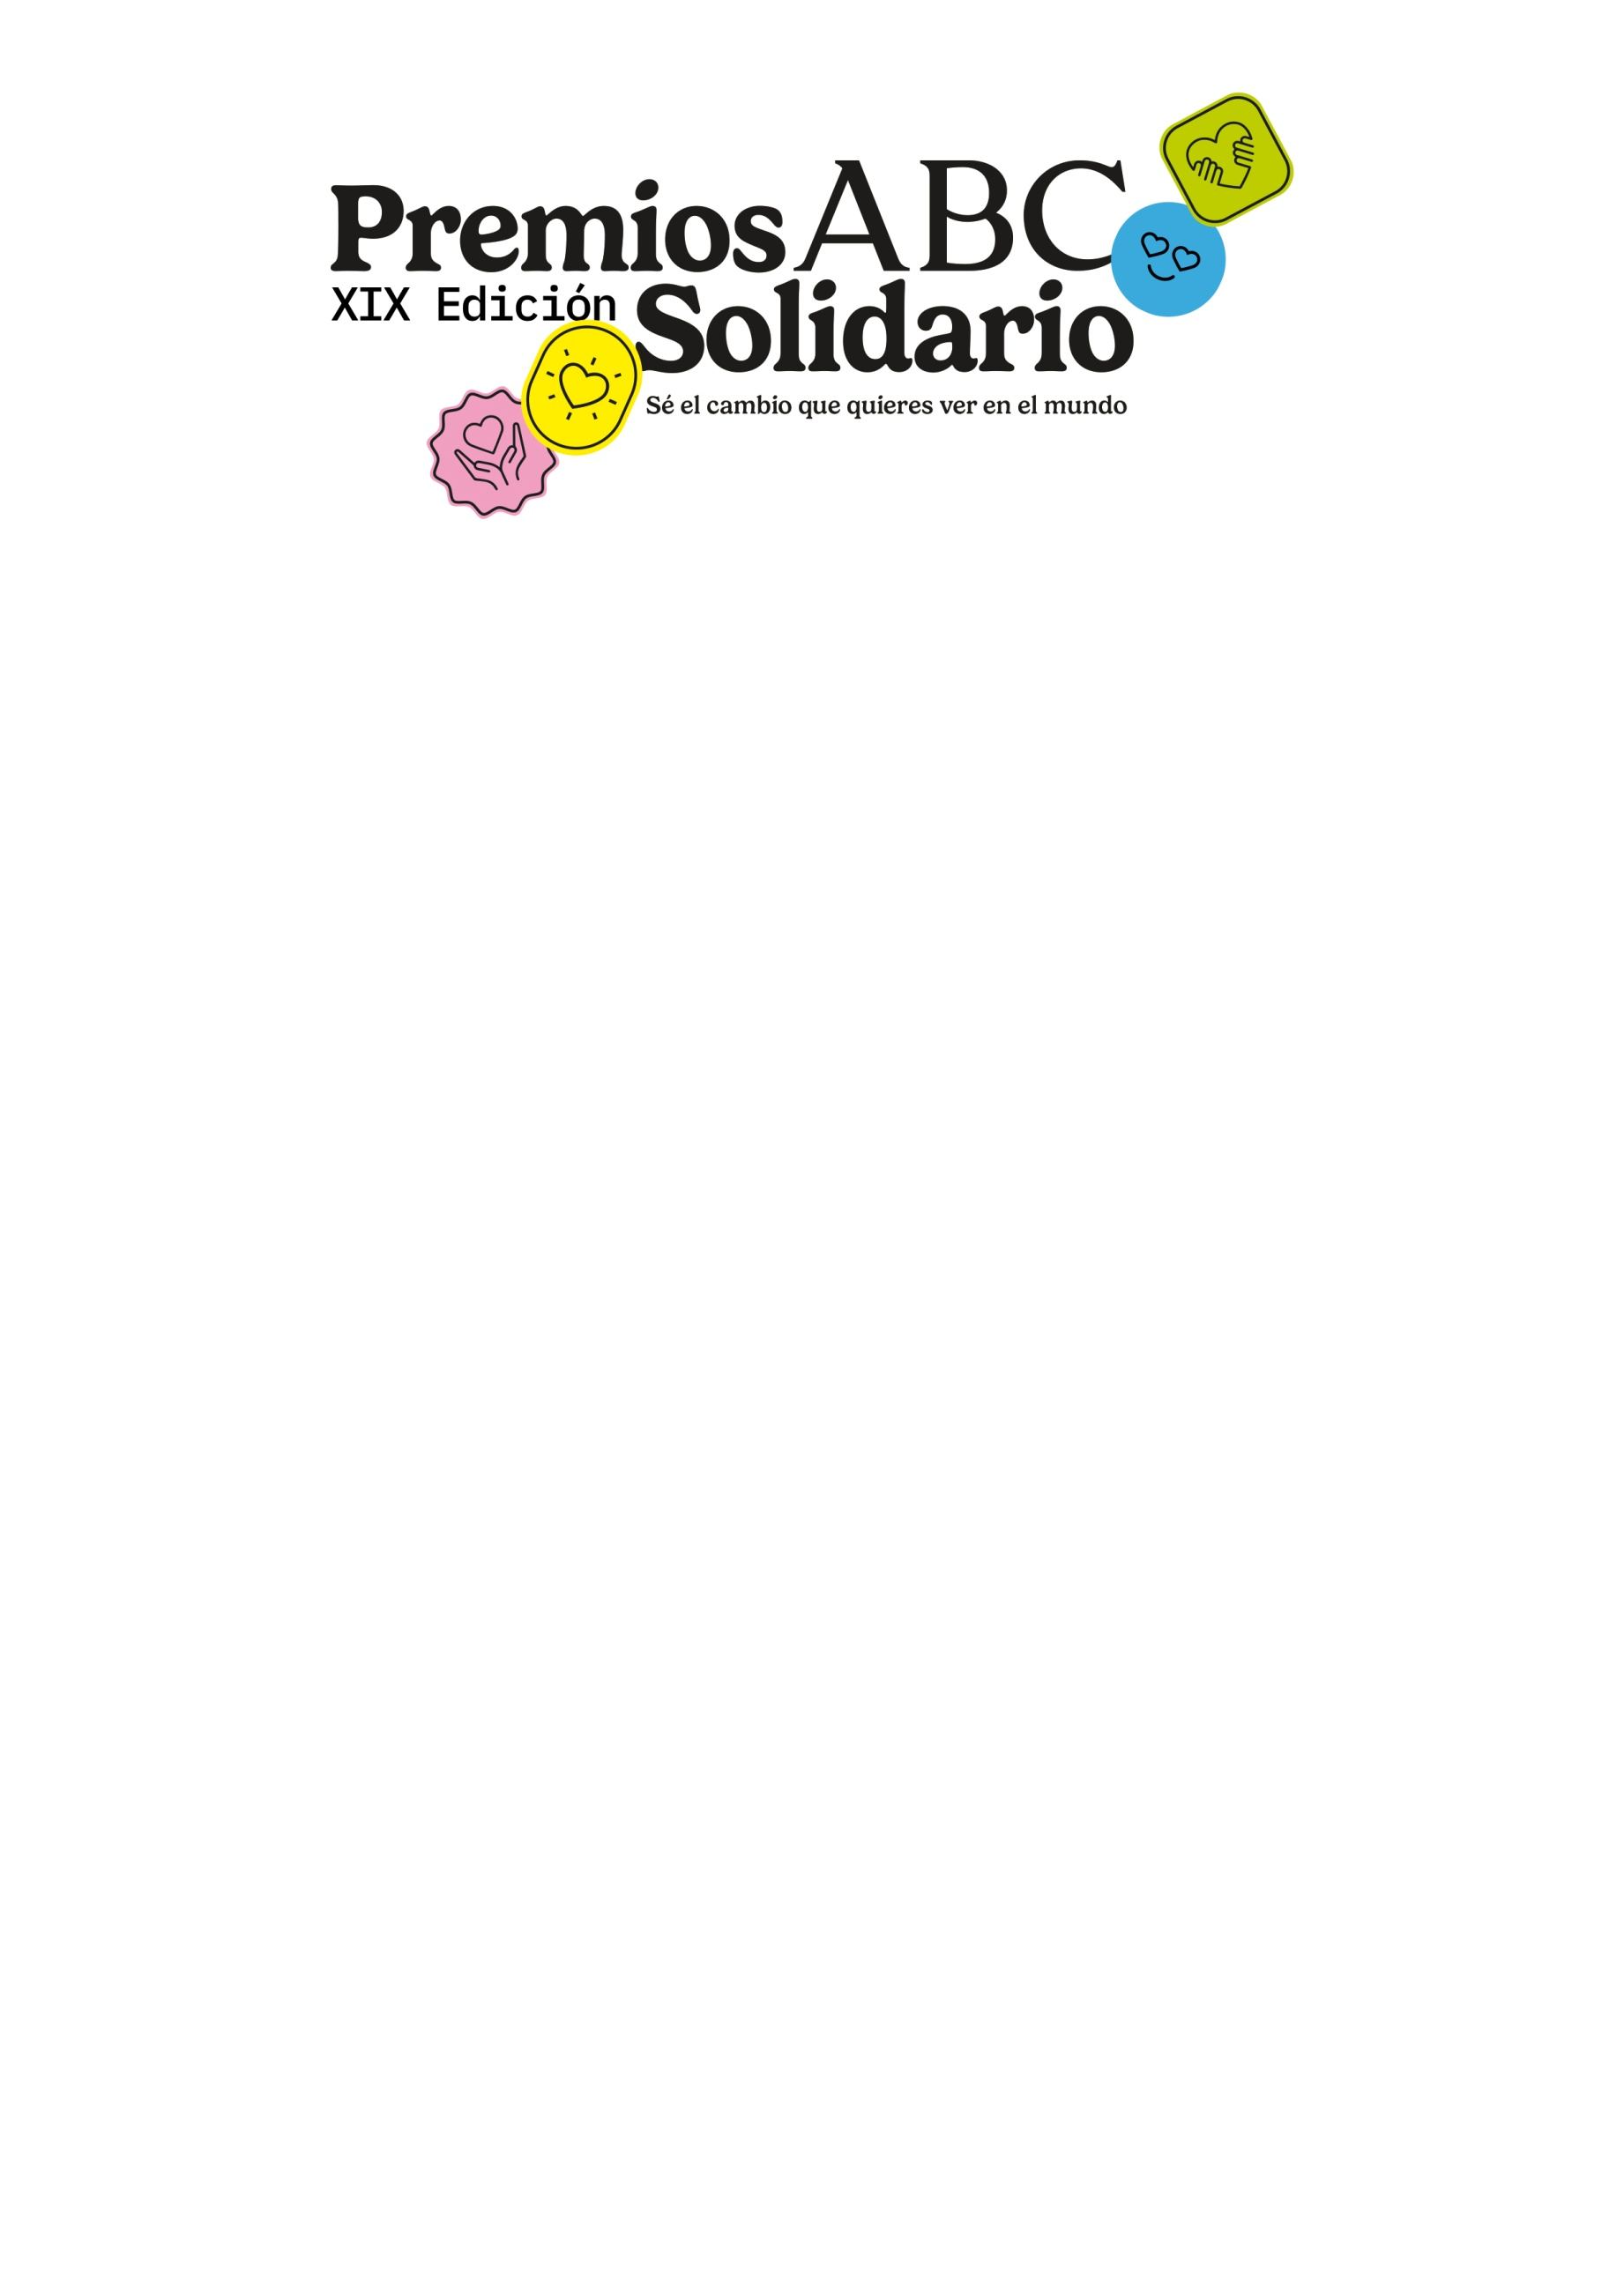 Premios ABC
XIX Edición
Solidario
Sé el cambio que quieres ver en el mundo